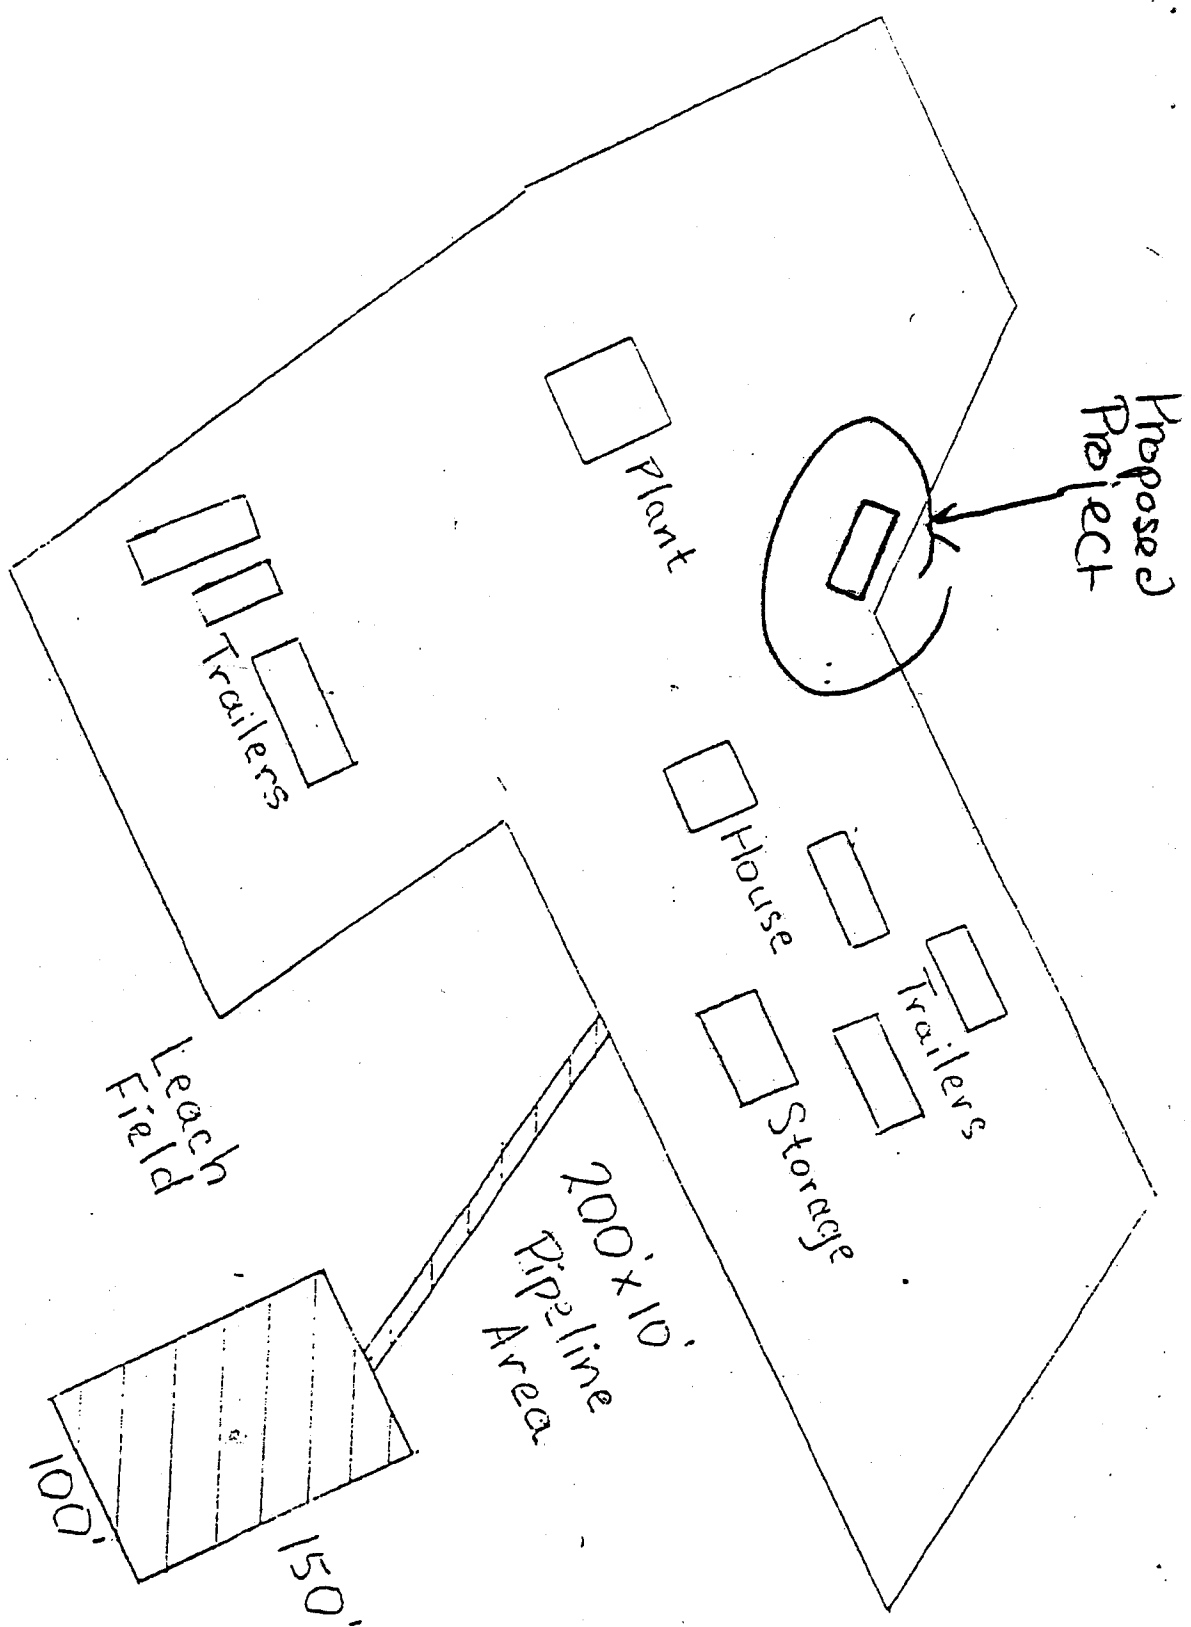 Proposed
Project
Plant
Trailers
House
Trailers
Storage
200'x10'
Pipeline
Area
Leach
Field
100'
150'